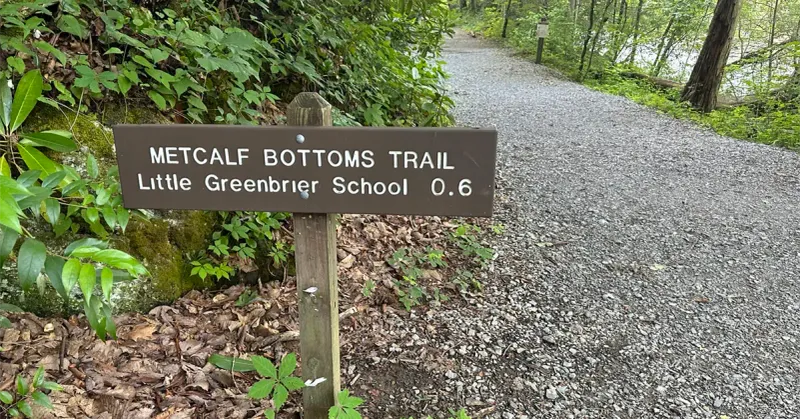 METCALF BOTTOMS TRAIL
Little Greenbrier School 0.6